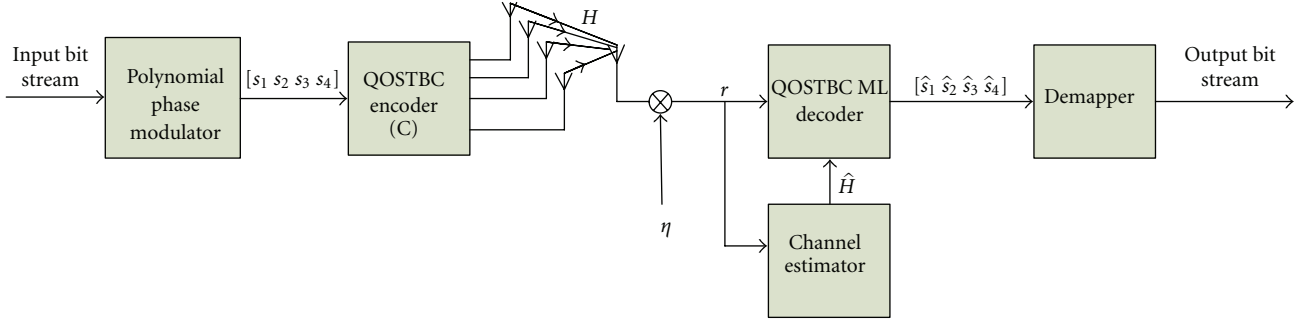 Input bit
stream
Polynomial
phase
modulator
[s₁ s₂ s₃ s₄]
QOSTBC
encoder
(C)
H
η
r
QOSTBC ML
decoder
Ĥ
Channel
estimator
[ŝ₁ ŝ₂ ŝ₃ ŝ₄]
Demapper
Output bit
stream